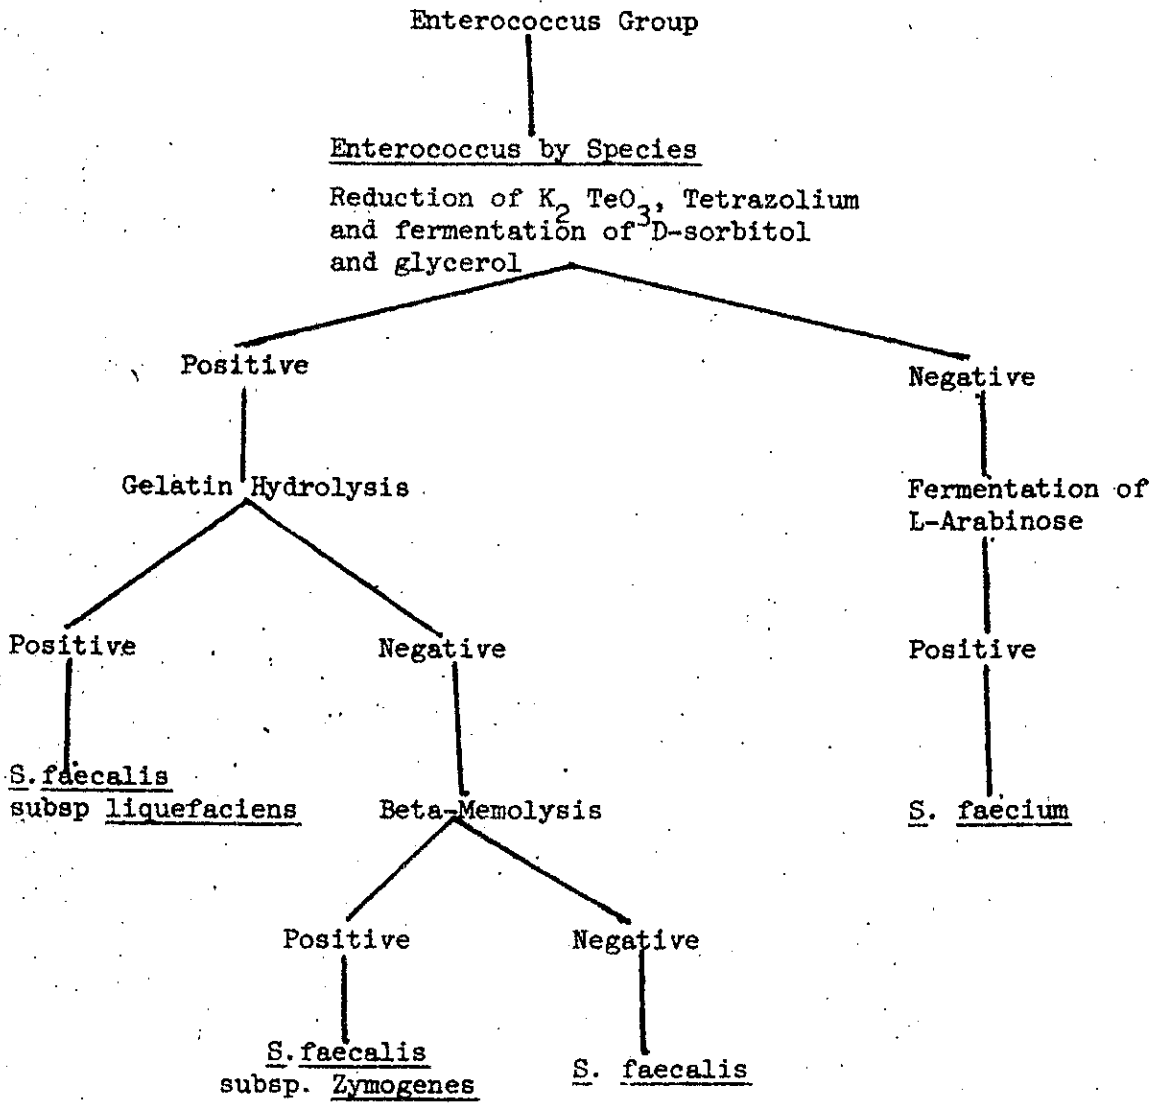 Enterococcus Group
Enterococcus by Species
Reduction of K2 TeO3, Tetrazolium
and fermentation of D-sorbitol
and glycerol
Positive
Negative
Gelatin Hydrolysis
Fermentation of
L-Arabinose
Positive
Negative
Positive
S. faecalis
subsp liquefaciens
Beta-Memolysis
S. faecium
Positive
Negative
S. faecalis
subsp. Zymogenes
S. faecalis